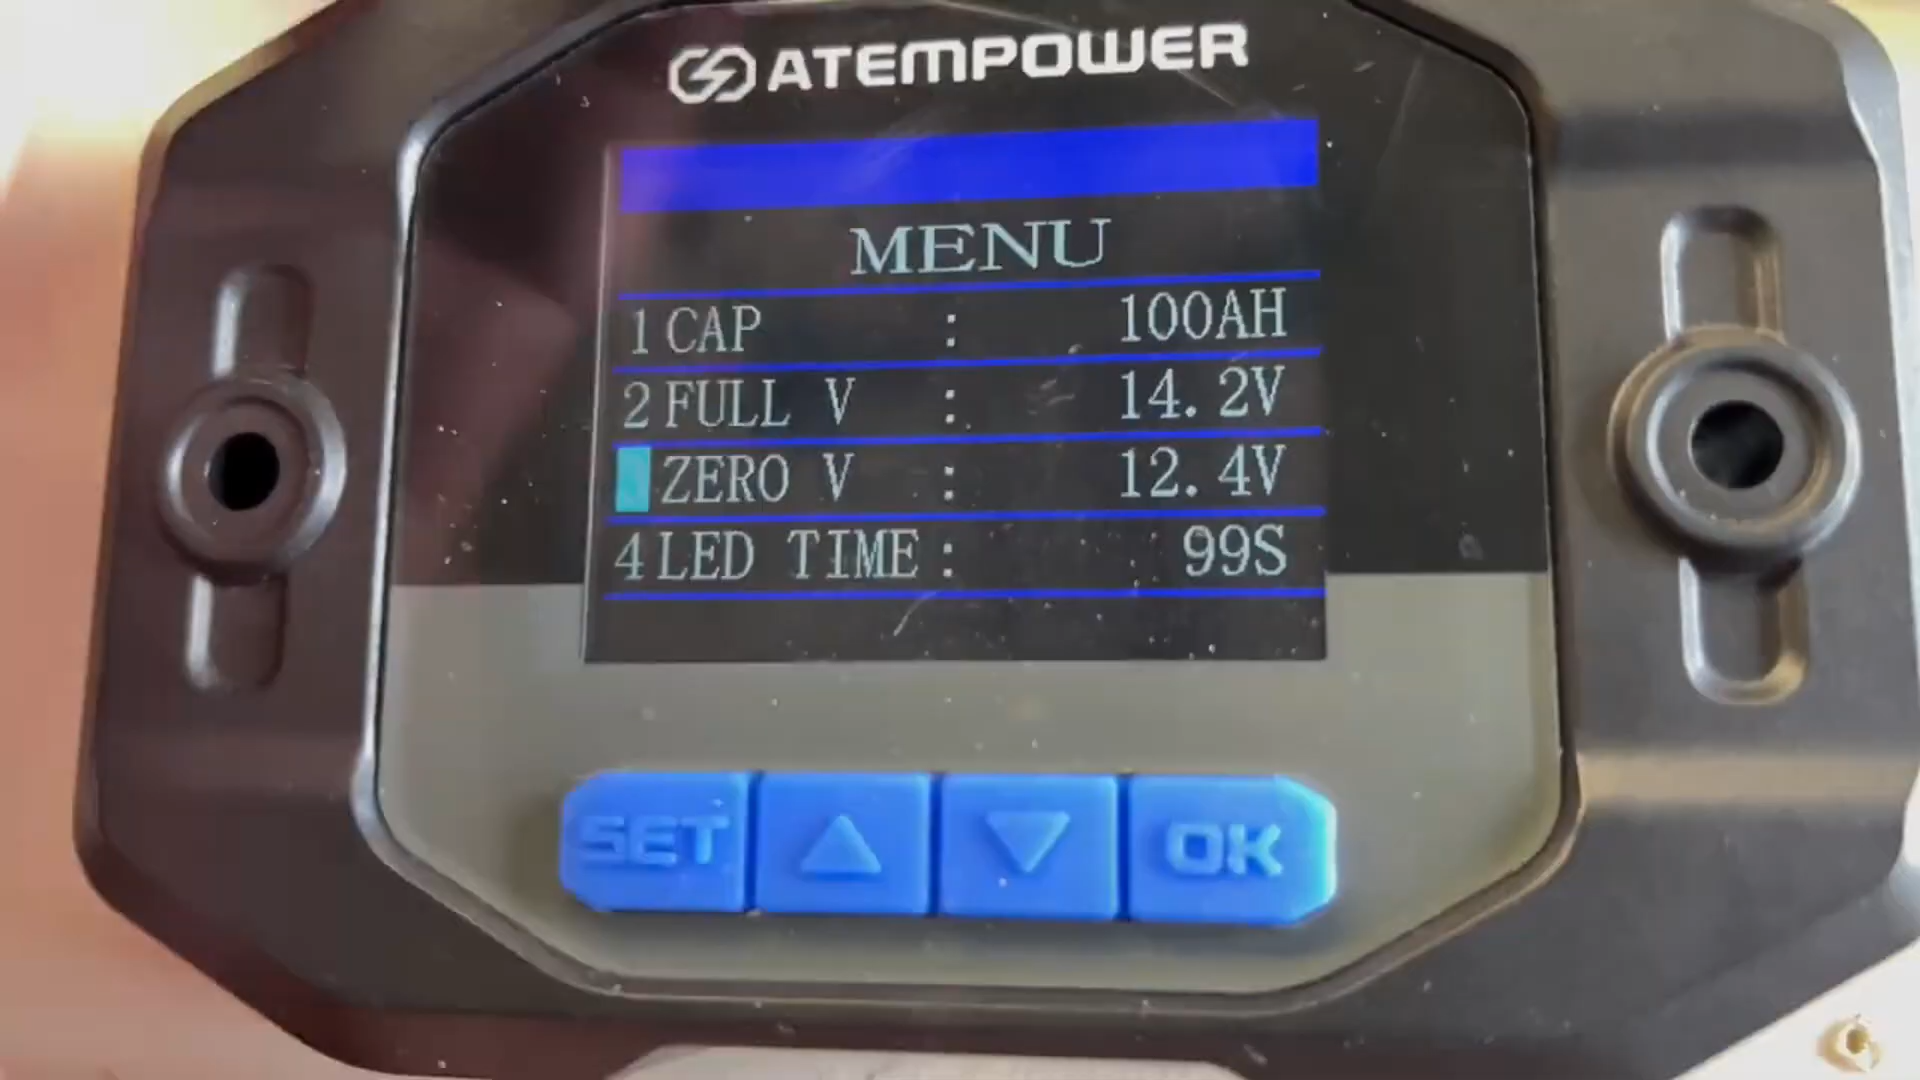 ATEMPOWER
MENU
1 CAP : 100AH
2 FULL V : 14.2V
ZERO V : 12.4V
4 LED TIME : 99S
SET OK